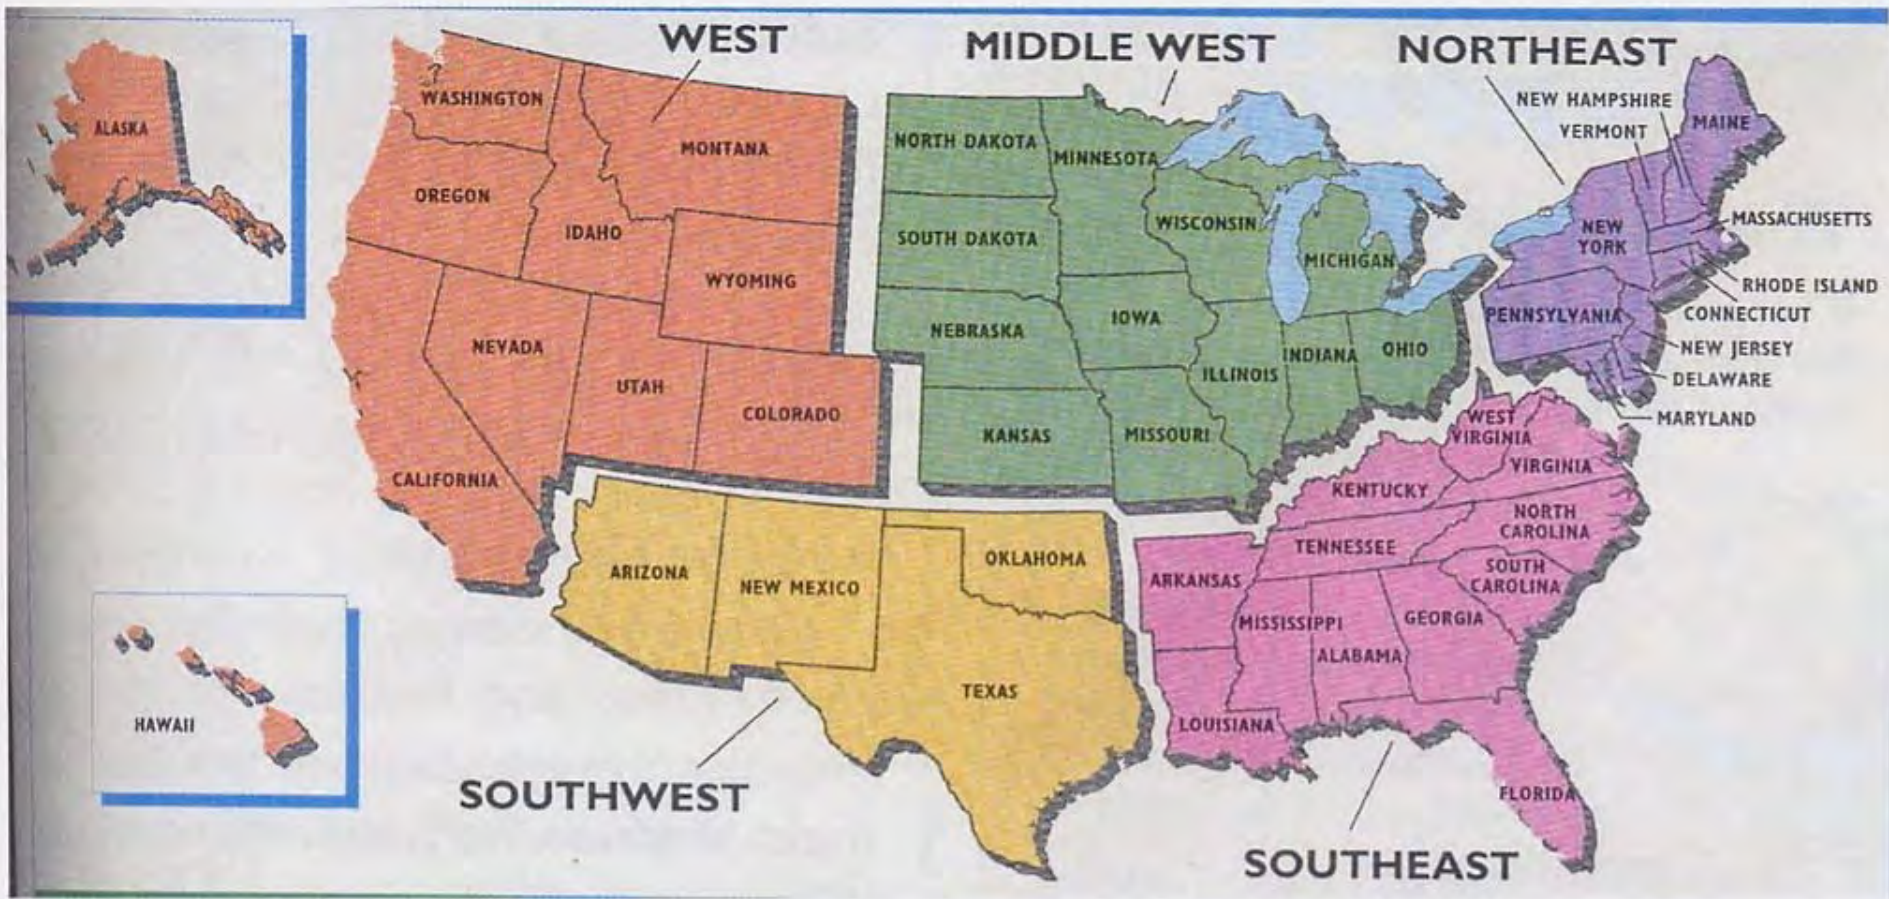 WEST
MIDDLE WEST
NORTHEAST
ALASKA
HAWAII
WASHINGTON
MONTANA
OREGON
IDAHO
WYOMING
NEVADA
UTAH
COLORADO
CALIFORNIA
NORTH DAKOTA
MINNESOTA
SOUTH DAKOTA
WISCONSIN
MICHIGAN
NEBRASKA
IOWA
ILLINOIS
INDIANA
OHIO
KANSAS
MISSOURI
NEW HAMPSHIRE
VERMONT
MAINE
NEW
YORK
MASSACHUSETTS
RHODE ISLAND
CONNECTICUT
PENNSYLVANIA
NEW JERSEY
DELAWARE
MARYLAND
ARIZONA
NEW MEXICO
OKLAHOMA
TEXAS
SOUTHWEST
WEST
VIRGINIA
VIRGINIA
KENTUCKY
NORTH
CAROLINA
TENNESSEE
SOUTH
CAROLINA
ARKANSAS
MISSISSIPPI
ALABAMA
GEORGIA
LOUISIANA
FLORIDA
SOUTHEAST